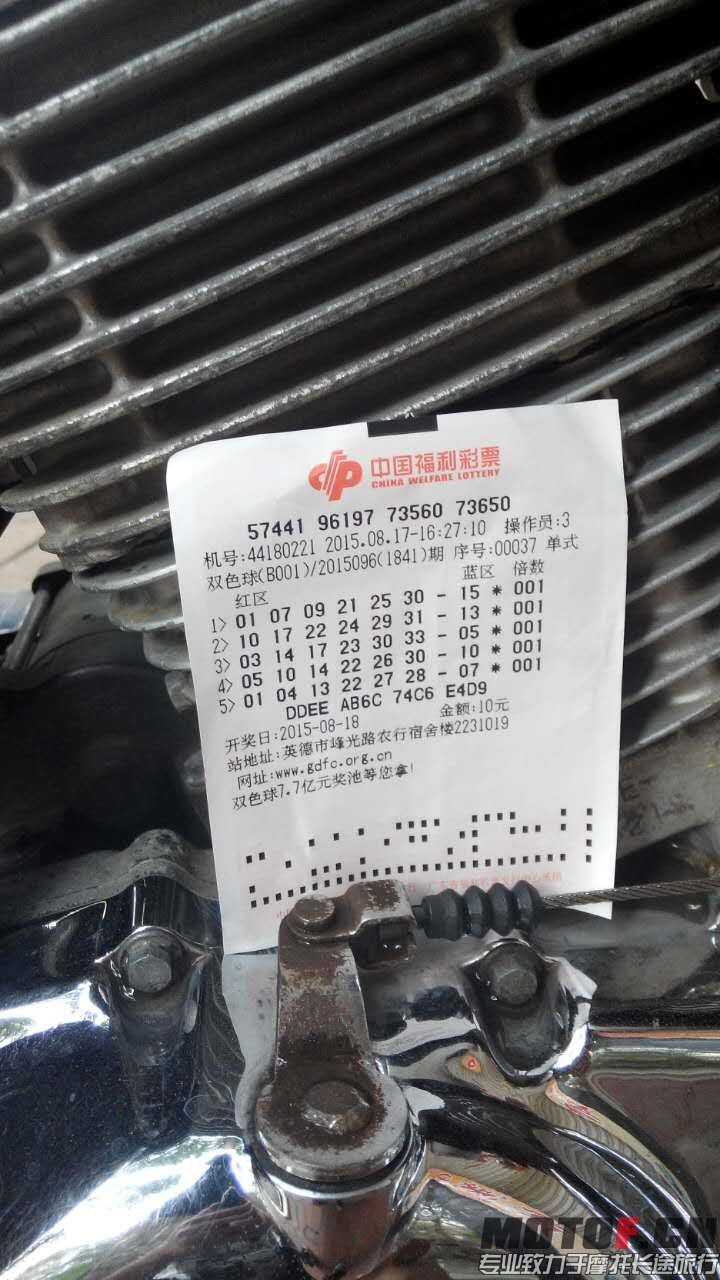 中国福利彩票
CHINA WELFARE LOTTERY
57441 96197 73560 73650
机号:44180221 2015.08.17-16:27:10 操作员:3
双色球(B001)/2015096(1841)期 序号:00037 单式
红区 蓝区 倍数
1> 01 07 09 21 25 30 - 15 * 001
2> 10 17 22 24 29 31 - 13 * 001
3> 03 14 17 23 30 33 - 05 * 001
4> 05 10 14 22 26 30 - 10 * 001
5> 01 04 13 22 27 28 - 07 * 001
DDEE AB6C 74C6 E4D9
开奖日:2015-08-18 金额:10元
站地址:英德市峰光路农行宿舍楼2231019
网址:www.gdfc.org.cn
双色球7.7亿元奖池等您拿!
MOTOF.CN
专业致力于摩托长途旅行